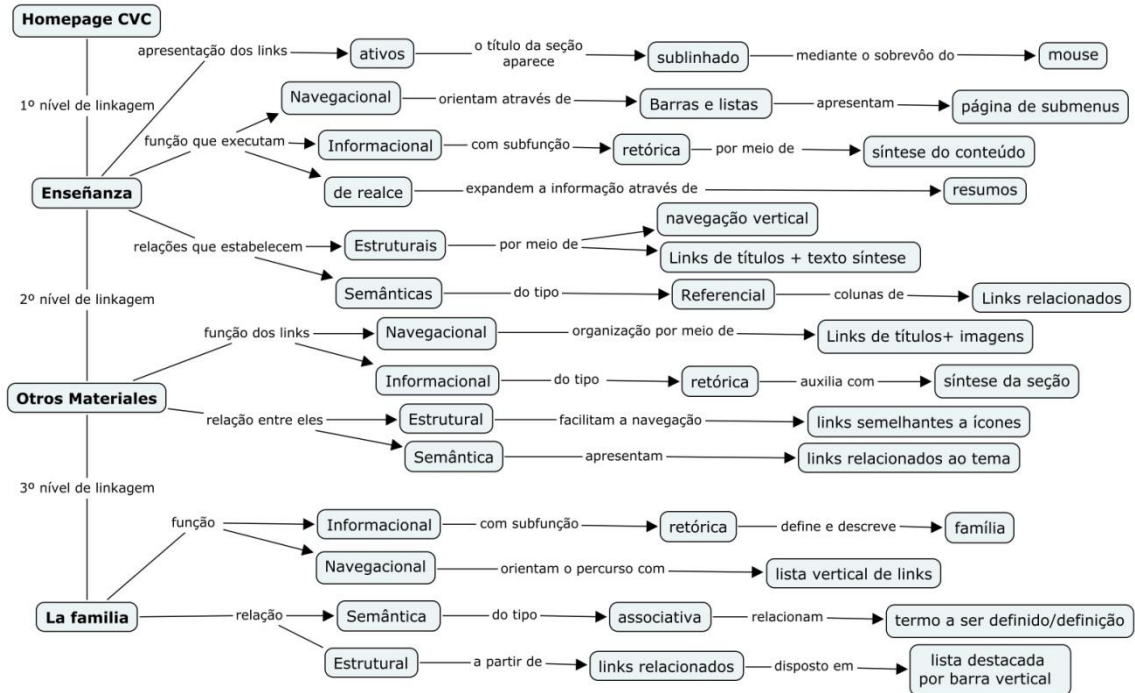 Homepage CVC
apresentação dos links
ativos
o título da seção
aparece
sublinhado
mediante o sobrevôo do
mouse
1º nível de linkagem
Navegacional
orientam através de
Barras e listas
apresentam
página de submenus
função que executam
Informacional
com subfunção
retórica
por meio de
síntese do conteúdo
Enseñanza
de realce
expandem a informação através de
resumos
relações que estabelecem
Estruturais
por meio de
navegação vertical
Links de títulos + texto síntese
Semânticas
do tipo
Referencial
colunas de
Links relacionados
2º nível de linkagem
função dos links
Navegacional
organização por meio de
Links de títulos+ imagens
Informacional
do tipo
retórica
auxilia com
síntese da seção
Otros Materiales
relação entre eles
Estrutural
facilitam a navegação
links semelhantes a ícones
Semântica
apresentam
links relacionados ao tema
3º nível de linkagem
função
Informacional
com subfunção
retórica
define e descreve
família
Navegacional
orientam o percurso com
lista vertical de links
La familia
relação
Semântica
do tipo
associativa
relacionam
termo a ser definido/definição
Estrutural
a partir de
links relacionados
disposto em
lista destacada
por barra vertical